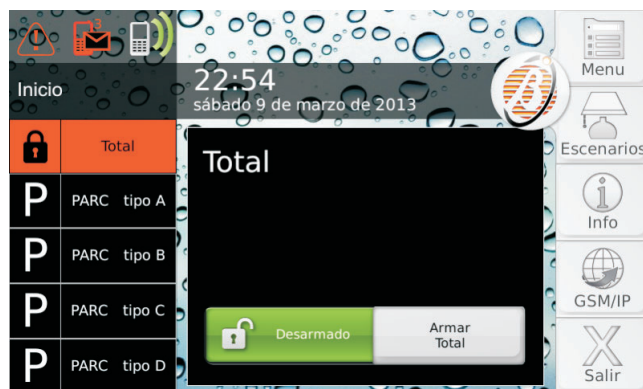 3
Inicio
22:54
sábado 9 de marzo de 2013
Total
P PARC tipo A
P PARC tipo B
P PARC tipo C
P PARC tipo D
Total
Desarmado
Armar
Total
Menu
Escenarios
i
Info
GSM/IP
X
Salir